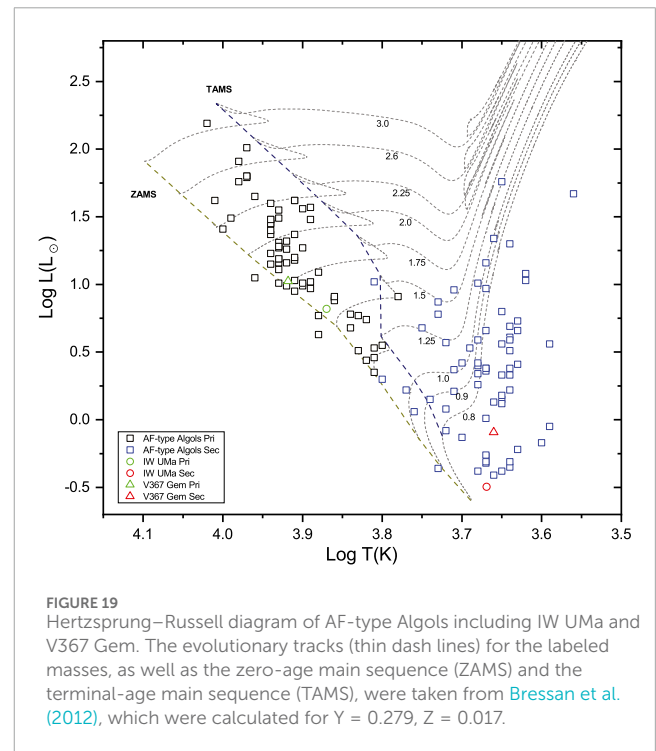 2.5
2.0
1.5
1.0
0.5
0.0
-0.5
Log L(L⊙)
TAMS
ZAMS
3.0
2.6
2.25
2.0
1.75
1.5
1.25
1.0
0.9
0.8
AF-type Algols Pri
AF-type Algols Sec
IW UMa Pri
IW UMa Sec
V367 Gem Pri
V367 Gem Sec
4.1 4.0 3.9 3.8 3.7 3.6 3.5
Log T(K)
FIGURE 19
Hertzsprung–Russell diagram of AF-type Algols including IW UMa and
V367 Gem. The evolutionary tracks (thin dash lines) for the labeled
masses, as well as the zero-age main sequence (ZAMS) and the
terminal-age main sequence (TAMS), were taken from Bressan et al.
(2012), which were calculated for Y = 0.279, Z = 0.017.